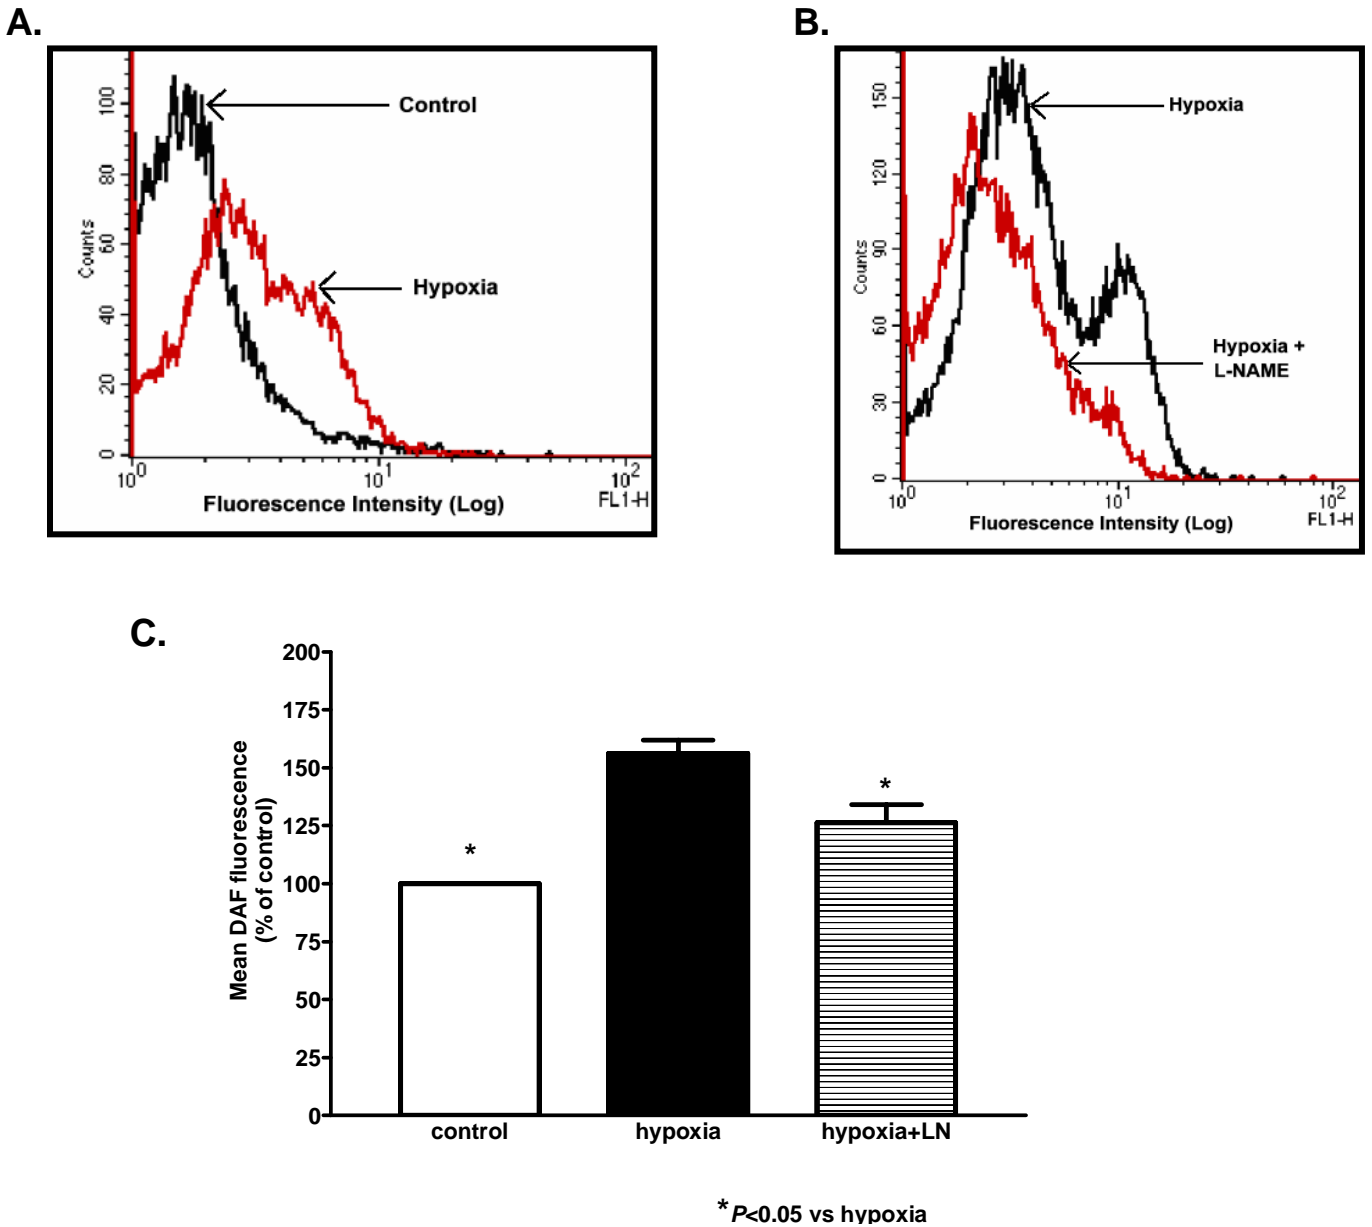 A.
100
80
60
40
20
0
Counts
Control
Hypoxia
10^0
10^1
10^2
FL1-H
Fluorescence Intensity (Log)
B.
150
120
90
60
30
0
Counts
Hypoxia
Hypoxia +
L-NAME
10^0
10^1
10^2
FL1-H
Fluorescence Intensity (Log)
C.
200
175
150
125
100
75
50
25
0
Mean DAF fluorescence
(% of control)
*
*
control
hypoxia
hypoxia+LN
*P<0.05 vs hypoxia